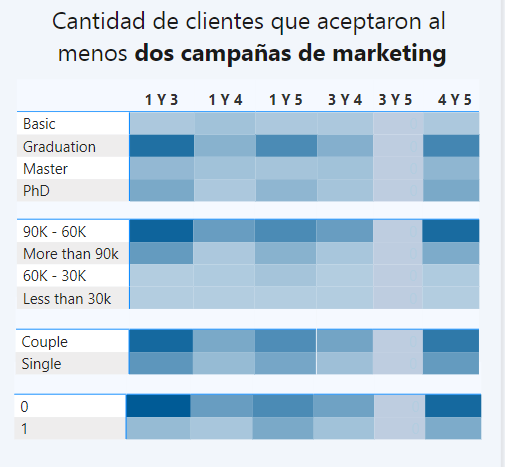 Cantidad de clientes que aceptaron al
menos dos campañas de marketing
1 Y 3 1 Y 4 1 Y 5 3 Y 4 3 Y 5 4 Y 5
Basic
Graduation
Master
PhD
90K - 60K
More than 90k
60K - 30K
Less than 30k
Couple
Single
0
1